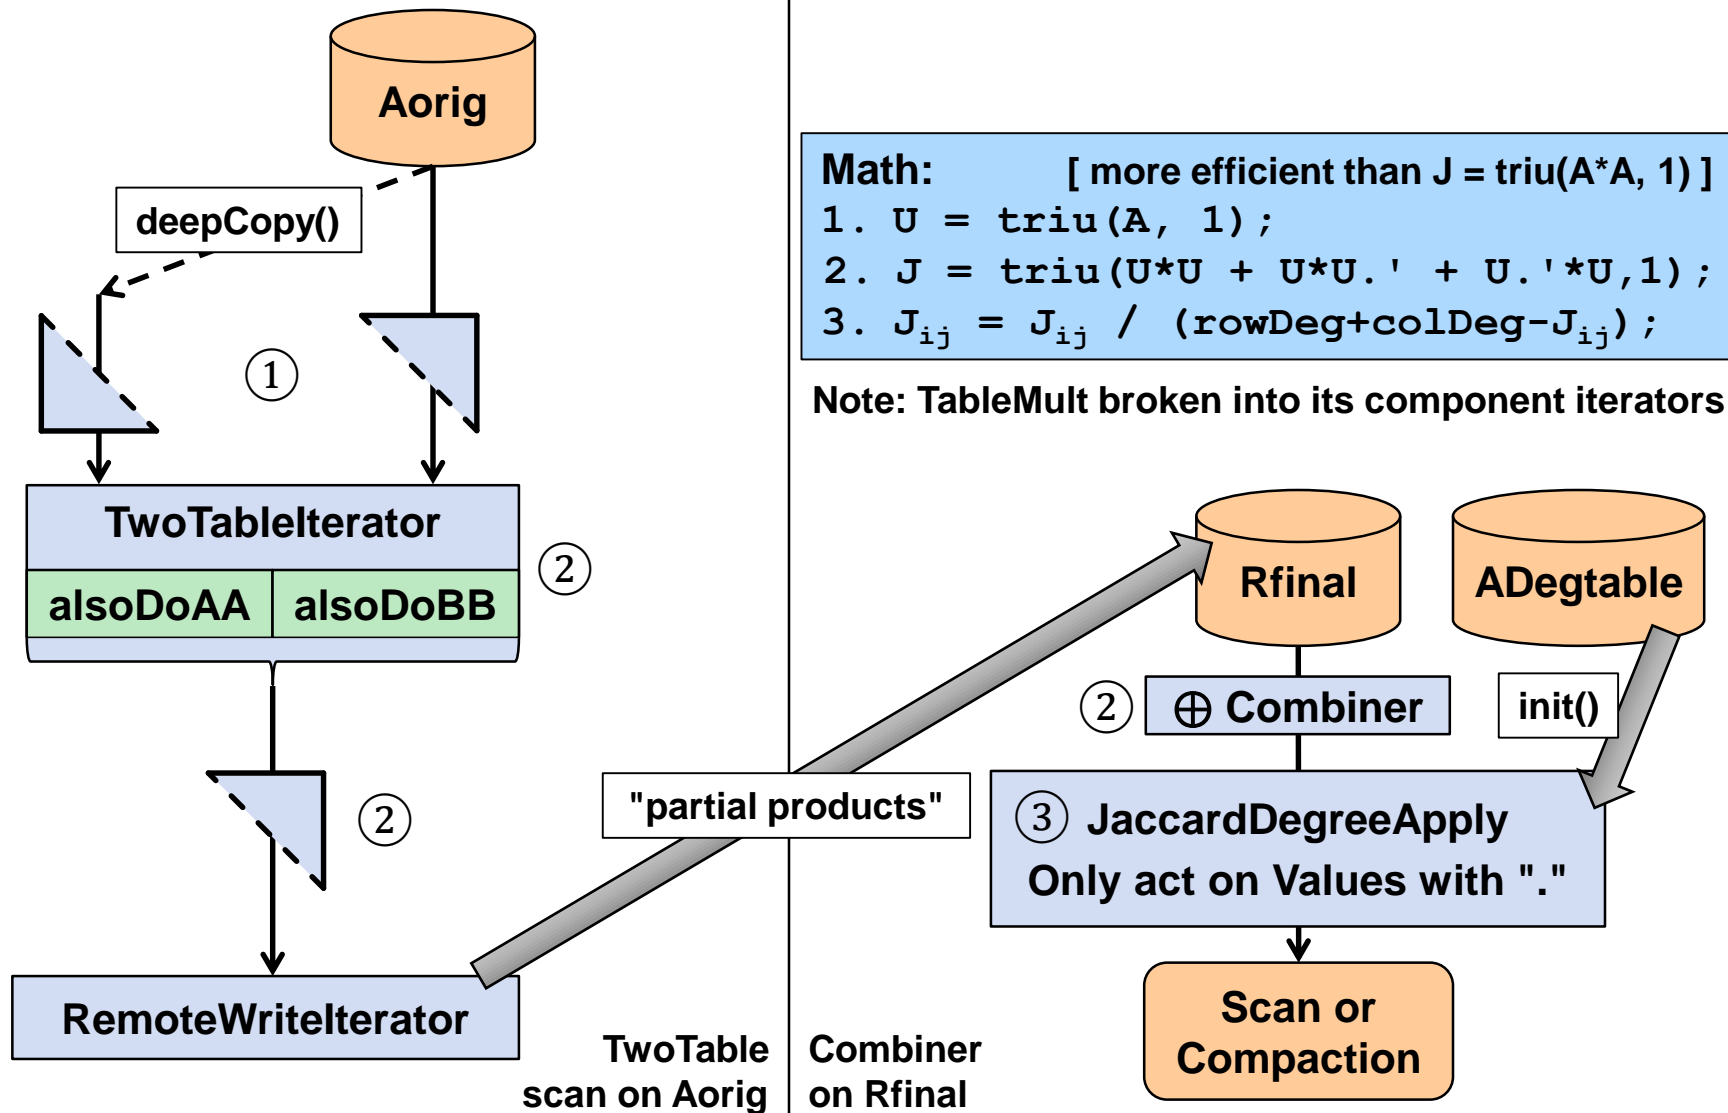 Aorig
deepCopy()
①
TwoTableIterator
alsoDoAA alsoDoBB
②
②
RemoteWriteIterator
TwoTable
scan on Aorig
"partial products"
Math: [ more efficient than J = triu(A*A, 1) ]
1. U = triu(A, 1);
2. J = triu(U*U + U*U.' + U.'*U,1);
3. Jij = Jij / (rowDeg+colDeg-Jij);
Note: TableMult broken into its component iterators
Rfinal
ADegtable
② ⊕ Combiner
init()
③ JaccardDegreeApply
Only act on Values with "."
Scan or
Compaction
Combiner
on Rfinal